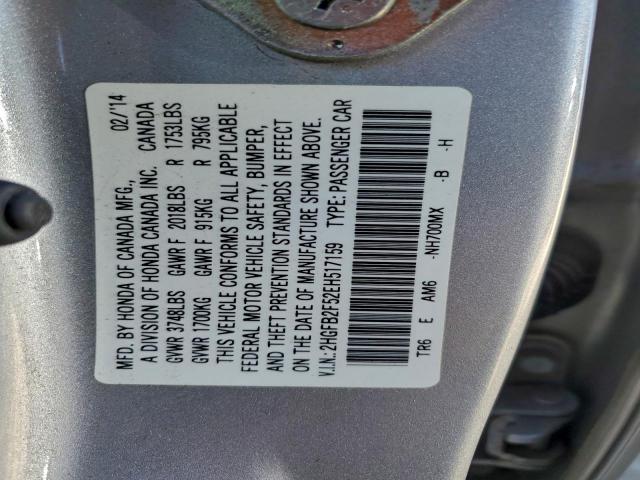 MFD. BY HONDA OF CANADA MFG., 02/'14
A DIVISION OF HONDA CANADA INC. CANADA
GVWR 3748LBS GAWR F 2018LBS R 1753LBS
GVWR 1700KG GAWR F 915KG R 795KG
THIS VEHICLE CONFORMS TO ALL APPLICABLE
FEDERAL MOTOR VEHICLE SAFETY, BUMPER,
AND THEFT PREVENTION STANDARDS IN EFFECT
ON THE DATE OF MANUFACTURE SHOWN ABOVE.
V.I.N.: 2HGFB2F52EH517159 TYPE: PASSENGER CAR
TR6 E AM6 -NH700MX -B -H